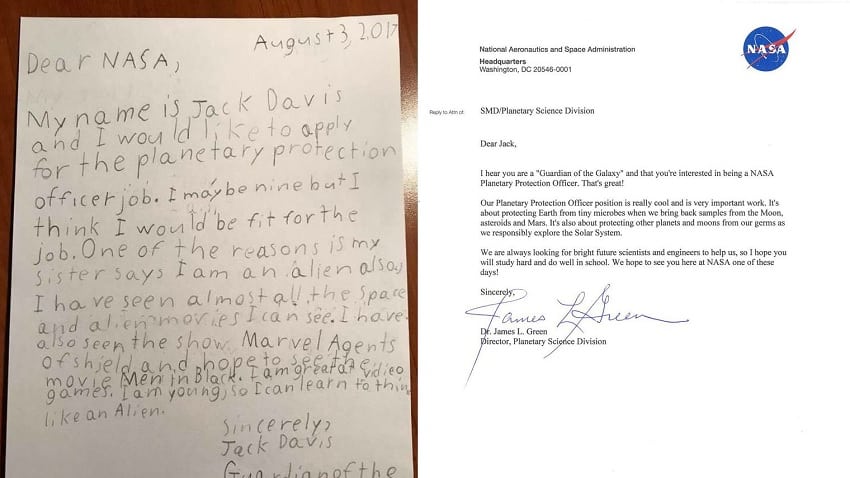 August 3, 2017
Dear NASA,
My name is Jack Davis
and I would like to apply
for the planetary protection
officer job. I may be nine but I
think I would be fit for the
job. One of the reasons is my
sister says I am an alien also,
I have seen almost all the space
and alien movies I can see. I have
also seen the show Marvel Agents
of shield and hope to see the
movie Men in Black. I am great at vidieo
games. I am young, so I can learn to thin
like an Alien.
Sincerely,
Jack Davis
Guardian of the
National Aeronautics and Space Administration
Headquarters
Washington, DC 20546-0001
NASA
Reply to Attn of:
SMD/Planetary Science Division
Dear Jack,
I hear you are a "Guardian of the Galaxy" and that you're interested in being a NASA
Planetary Protection Officer. That's great!
Our Planetary Protection Officer position is really cool and is very important work. It's
about protecting Earth from tiny microbes when we bring back samples from the Moon,
asteroids and Mars. It's also about protecting other planets and moons from our germs as
we responsibly explore the Solar System.
We are always looking for bright future scientists and engineers to help us, so I hope you
will study hard and do well in school. We hope to see you here at NASA one of these
days!
Sincerely,
James L Green
Dr. James L. Green
Director, Planetary Science Division